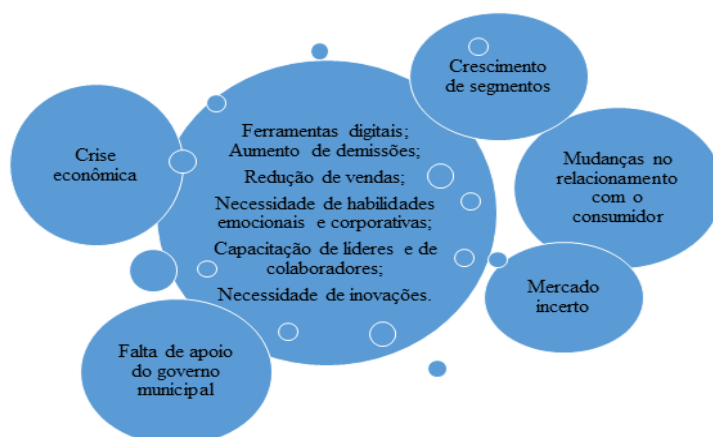 Crescimento
de segmentos
Ferramentas digitais;
Aumento de demissões;
Redução de vendas;
Necessidade de habilidades
emocionais e corporativas;
Capacitação de líderes e de
colaboradores;
Necessidade de inovações.
Crise
econômica
Mudanças no
relacionamento
com o
consumidor
Mercado
incerto
Falta de apoio
do governo
municipal